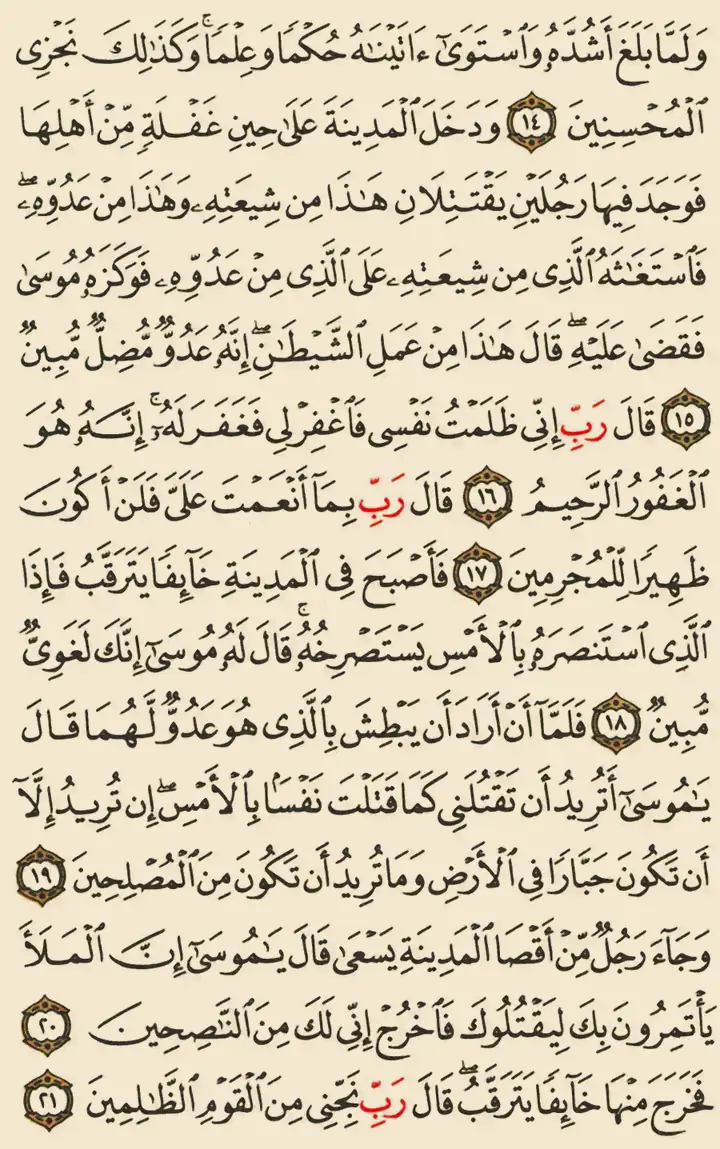 وَلَمَّا بَلَغَ أَشُدَّهُۥ وَٱسْتَوَىٰٓ ءَاتَيْنَٰهُ حُكْمًا وَعِلْمًا ۚ وَكَذَٰلِكَ نَجْزِى
ٱلْمُحْسِنِينَ ١٤ وَدَخَلَ ٱلْمَدِينَةَ عَلَىٰ حِينِ غَفْلَةٍ مِّنْ أَهْلِهَا
فَوَجَدَ فِيهَا رَجُلَيْنِ يَقْتَتِلَانِ هَٰذَا مِن شِيعَتِهِۦ وَهَٰذَا مِنْ عَدُوِّهِۦ ۖ
فَٱسْتَغَٰثَهُ ٱلَّذِى مِن شِيعَتِهِۦ عَلَى ٱلَّذِى مِنْ عَدُوِّهِۦ فَوَكَزَهُۥ مُوسَىٰ
فَقَضَىٰ عَلَيْهِ ۖ قَالَ هَٰذَا مِنْ عَمَلِ ٱلشَّيْطَٰنِ ۖ إِنَّهُۥ عَدُوٌّ مُّضِلٌّ مُّبِينٌ
١٥ قَالَ رَبِّ إِنِّى ظَلَمْتُ نَفْسِى فَٱغْفِرْ لِى فَغَفَرَ لَهُۥٓ ۚ إِنَّهُۥ هُوَ
ٱلْغَفُورُ ٱلرَّحِيمُ ١٦ قَالَ رَبِّ بِمَآ أَنْعَمْتَ عَلَىَّ فَلَنْ أَكُونَ
ظَهِيرًا لِّلْمُجْرِمِينَ ١٧ فَأَصْبَحَ فِى ٱلْمَدِينَةِ خَآئِفًا يَتَرَقَّبُ فَإِذَا
ٱلَّذِى ٱسْتَنصَرَهُۥ بِٱلْأَمْسِ يَسْتَصْرِخُهُۥ ۚ قَالَ لَهُۥ مُوسَىٰٓ إِنَّكَ لَغَوِىٌّ
مُّبِينٌ ١٨ فَلَمَّآ أَنْ أَرَادَ أَن يَبْطِشَ بِٱلَّذِى هُوَ عَدُوٌّ لَّهُمَا قَالَ
يَٰمُوسَىٰٓ أَتُرِيدُ أَن تَقْتُلَنِى كَمَا قَتَلْتَ نَفْسًۢا بِٱلْأَمْسِ ۖ إِن تُرِيدُ إِلَّآ
أَن تَكُونَ جَبَّارًا فِى ٱلْأَرْضِ وَمَا تُرِيدُ أَن تَكُونَ مِنَ ٱلْمُصْلِحِينَ ١٩
وَجَآءَ رَجُلٌ مِّنْ أَقْصَا ٱلْمَدِينَةِ يَسْعَىٰ قَالَ يَٰمُوسَىٰٓ إِنَّ ٱلْمَلَأَ
يَأْتَمِرُونَ بِكَ لِيَقْتُلُوكَ فَٱخْرُجْ إِنِّى لَكَ مِنَ ٱلنَّٰصِحِينَ ٢٠
فَخَرَجَ مِنْهَا خَآئِفًا يَتَرَقَّبُ ۖ قَالَ رَبِّ نَجِّنِى مِنَ ٱلْقَوْمِ ٱلظَّٰلِمِينَ ٢١